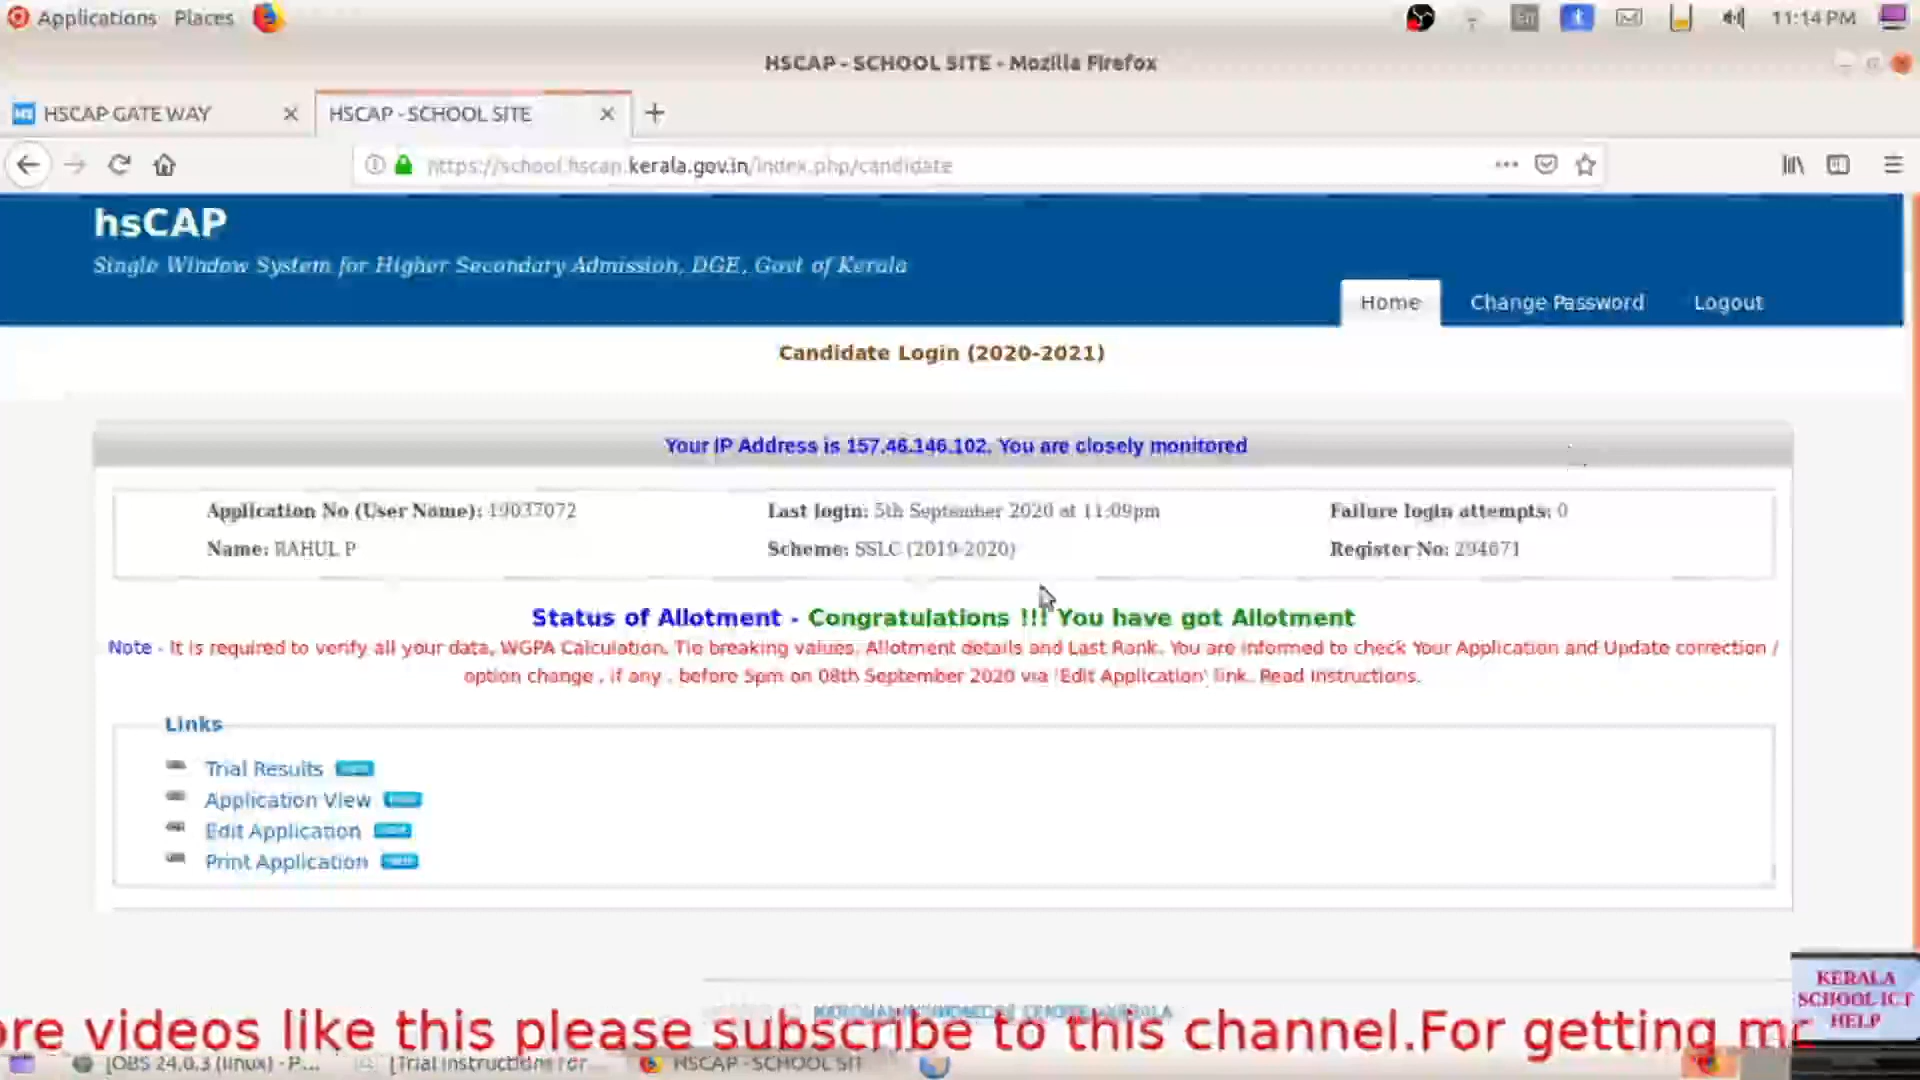 Applications Places
11:14 PM
HSCAP - SCHOOL SITE - Mozilla Firefox
HSCAP GATE WAY
HSCAP - SCHOOL SITE
https://school.hscap.kerala.gov.in/index.php/candidate
hsCAP
Single Window System for Higher Secondary Admission, DGE, Govt of Kerala
Home Change Password Logout
Candidate Login (2020-2021)
Your IP Address is 157.46.146.102. You are closely monitored
Application No (User Name): 19037072 Last login: 5th September 2020 at 11:09pm Failure login attempts: 0
Name: RAHUL P Scheme: SSLC (2019-2020) Register No: 294671
Status of Allotment - Congratulations !!! You have got Allotment
Note - It is required to verify all your data, WGPA Calculation, Tie breaking values, Allotment details and Last Rank. You are informed to check Your Application and Update correction /
option change , if any , before 5pm on 08th September 2020 via 'Edit Application' link. Read Instructions.
Links
Trial Results
Application View
Edit Application
Print Application
KERALA
SCHOOL ICT
HELP
ore videos like this please subscribe to this channel.For getting mo
[OBS 24.0.3 (linux) - P...
[Trial instructions for
HSCAP - SCHOOL SIT